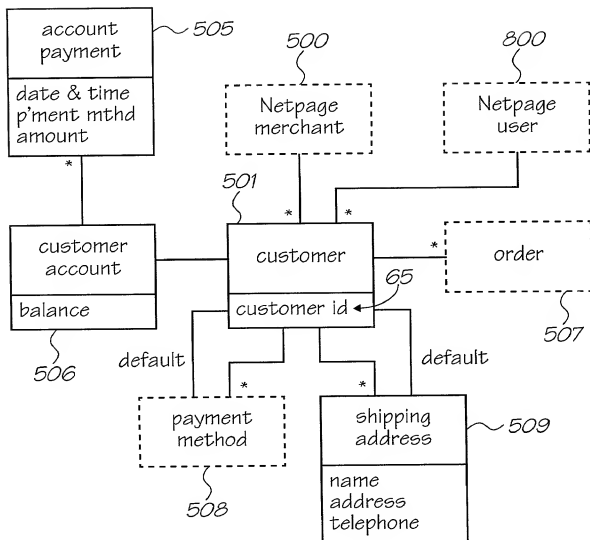 account
payment
505
date & time
p'ment mthd
amount
*
500
Netpage
merchant
800
Netpage
user
501
*
*
customer
account
balance
506
customer
customer id
65
*
order
507
default
default
*
*
payment
method
508
shipping
address
509
name
address
telephone